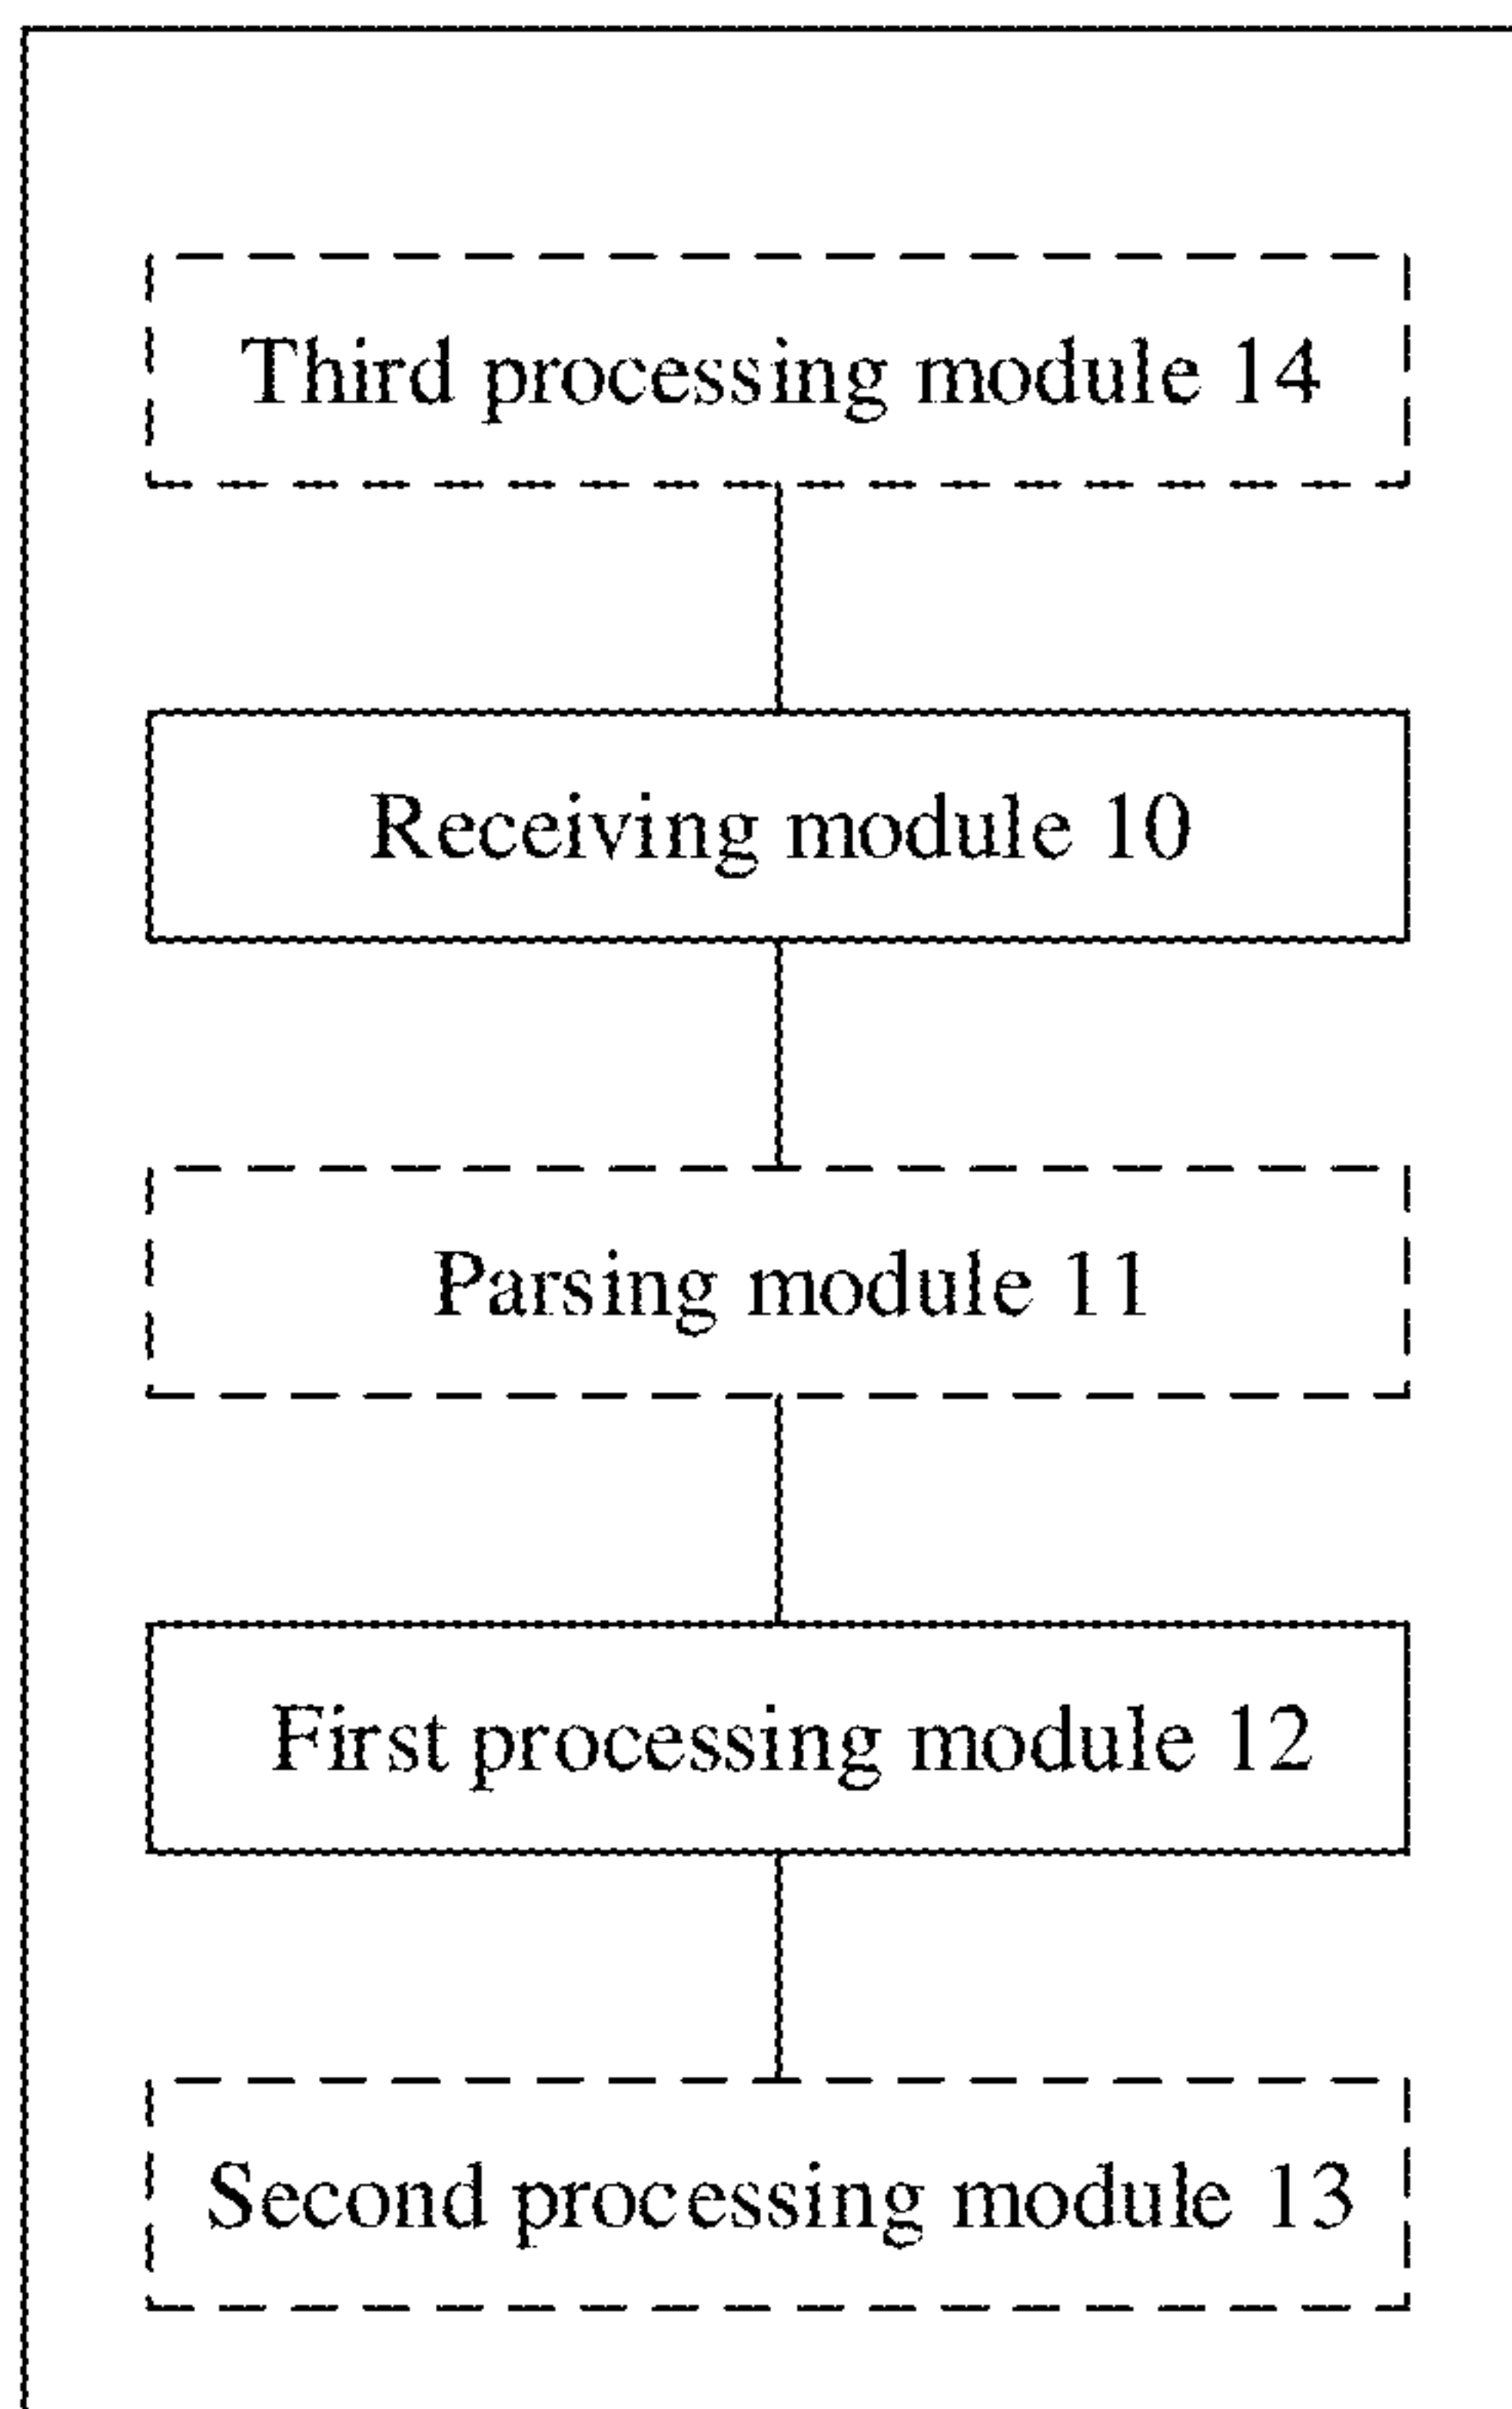 Third processing module 14
Receiving module 10
Parsing module 11
First processing module 12
Second processing module 13